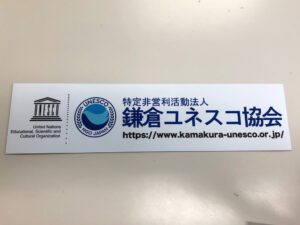 UNESCO
United Nations
Educational, Scientific and
Cultural Organization
UNESCO
特定非営利活動法人
鎌倉ユネスコ協会
https://www.kamakura-unesco.or.jp/